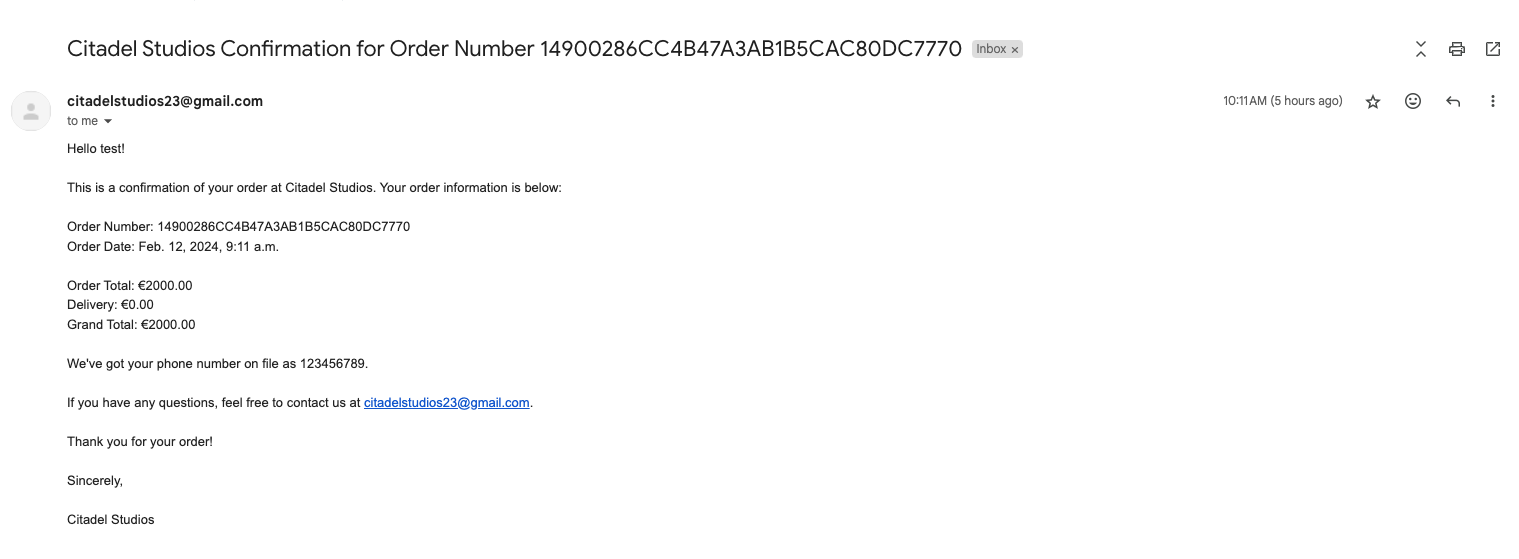 Citadel Studios Confirmation for Order Number 14900286CC4B47A3AB1B5CAC80DC7770 Inbox ×
citadelstudios23@gmail.com 10:11 AM (5 hours ago)
to me
Hello test!
This is a confirmation of your order at Citadel Studios. Your order information is below:
Order Number: 14900286CC4B47A3AB1B5CAC80DC7770
Order Date: Feb. 12, 2024, 9:11 a.m.
Order Total: €2000.00
Delivery: €0.00
Grand Total: €2000.00
We've got your phone number on file as 123456789.
If you have any questions, feel free to contact us at citadelstudios23@gmail.com.
Thank you for your order!
Sincerely,
Citadel Studios